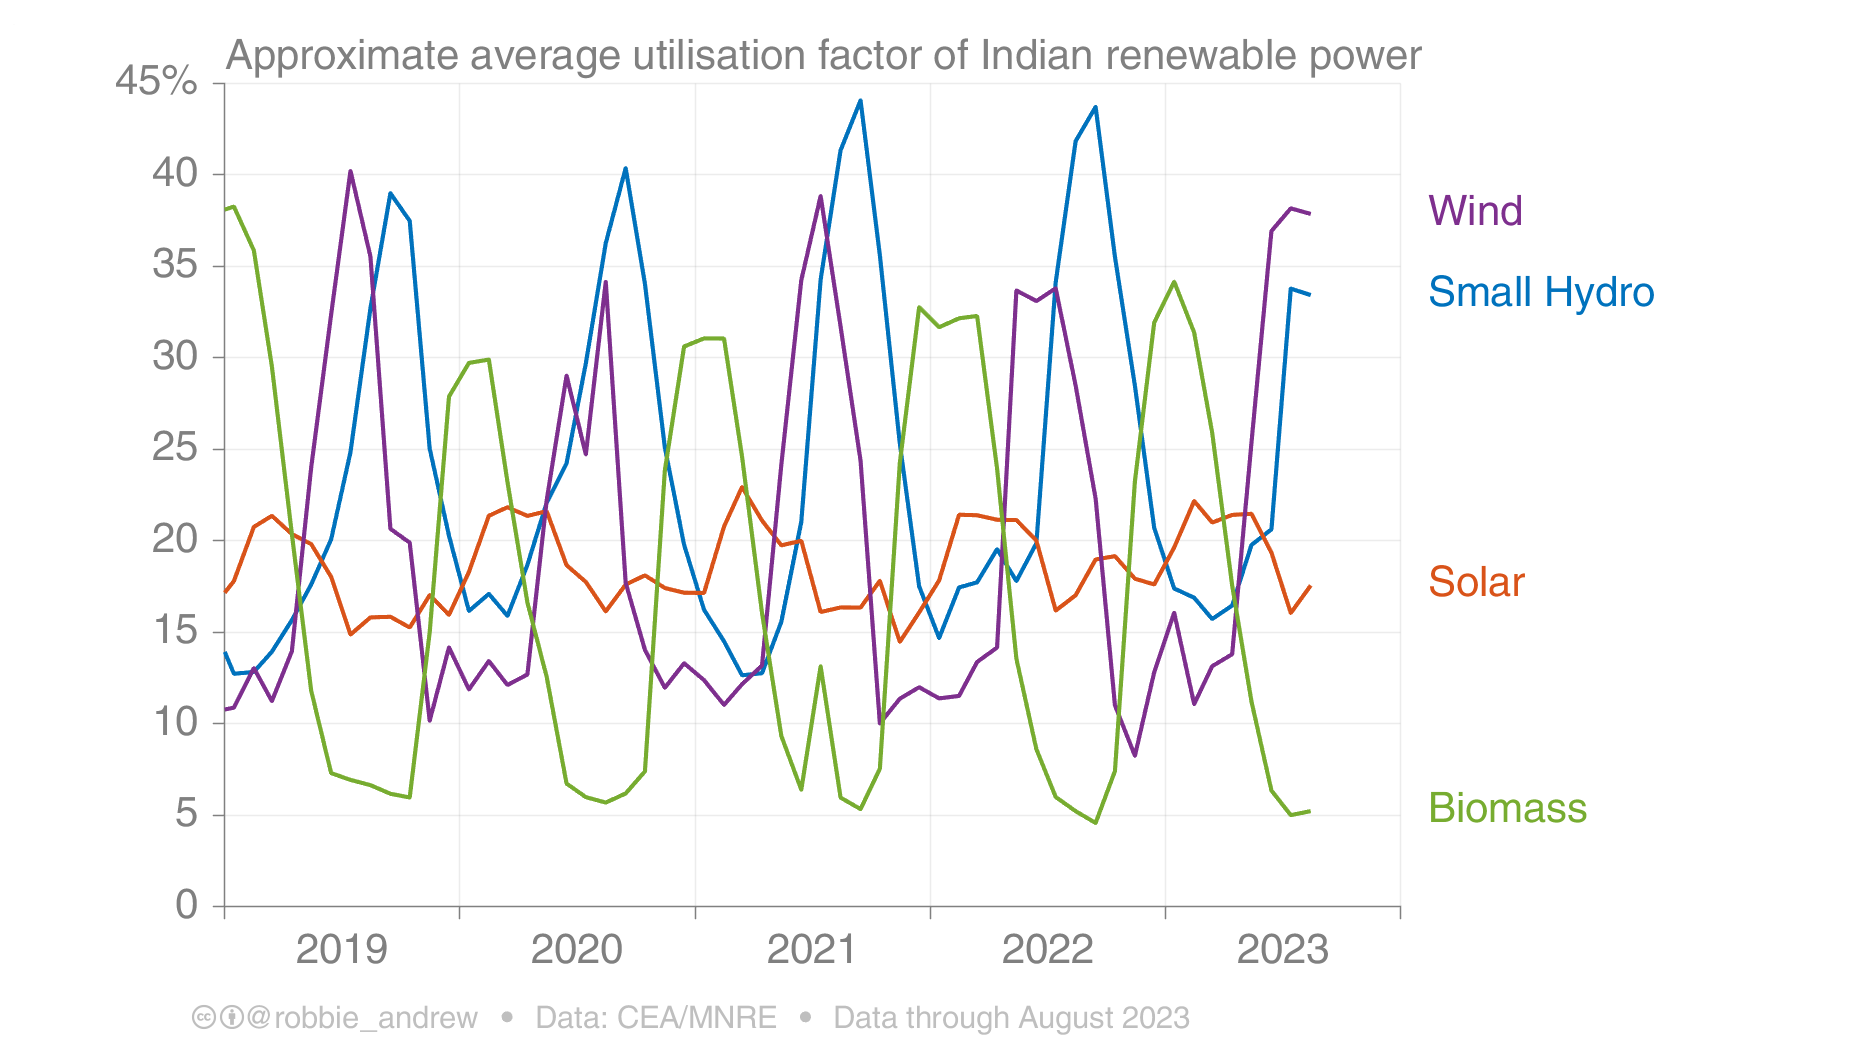 Approximate average utilisation factor of Indian renewable power
45%
40
35
30
25
20
15
10
5
0
Wind
Small Hydro
Solar
Biomass
2019 2020 2021 2022 2023
cc @robbie_andrew • Data: CEA/MNRE • Data through August 2023